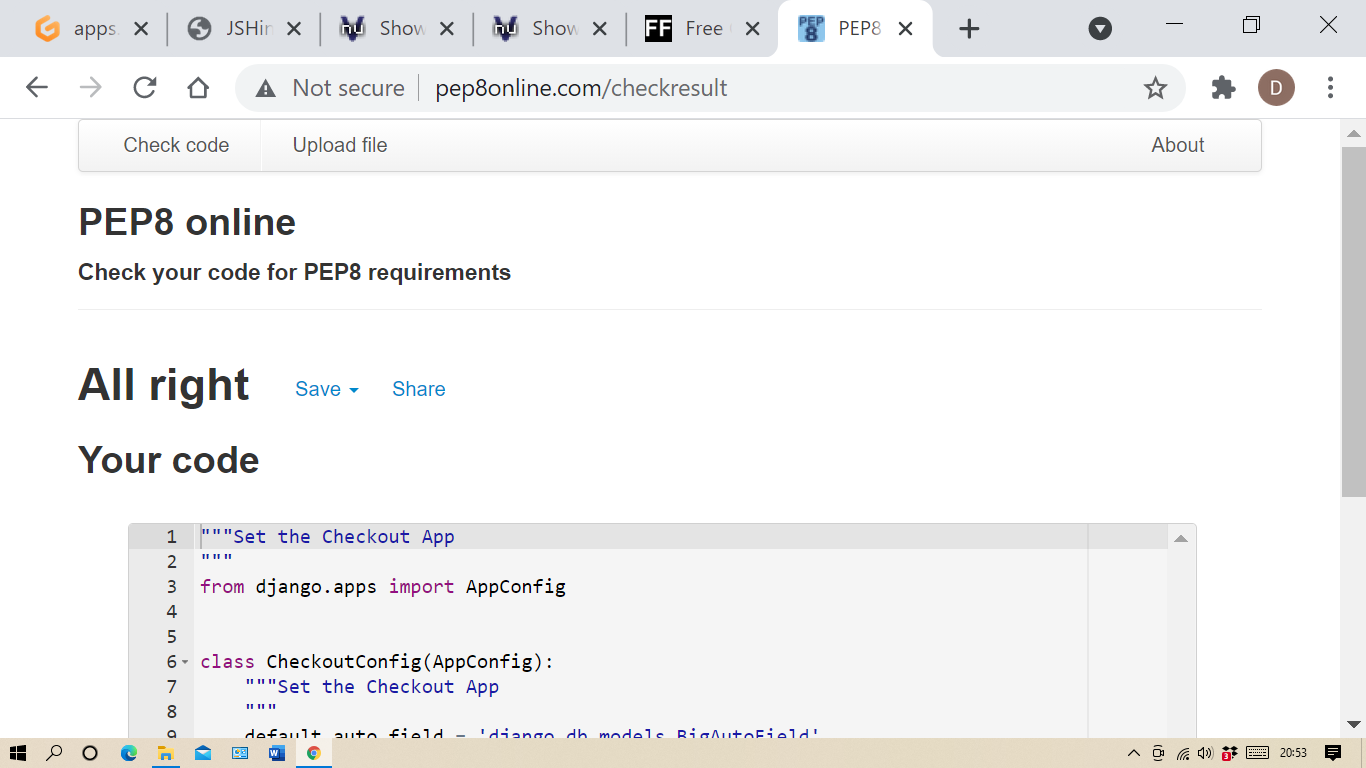 apps.
JSHin
Show
Show
Free
PEP8
Not secure
pep8online.com/checkresult
D
Check code
Upload file
About
PEP8 online
Check your code for PEP8 requirements
All right
Save
Share
Your code
1 """Set the Checkout App
2 """
3 from django.apps import AppConfig
4
5
6 class CheckoutConfig(AppConfig):
7 """Set the Checkout App
8 """
9 default_auto_field = 'django.db.models.BigAutoField'
20:53